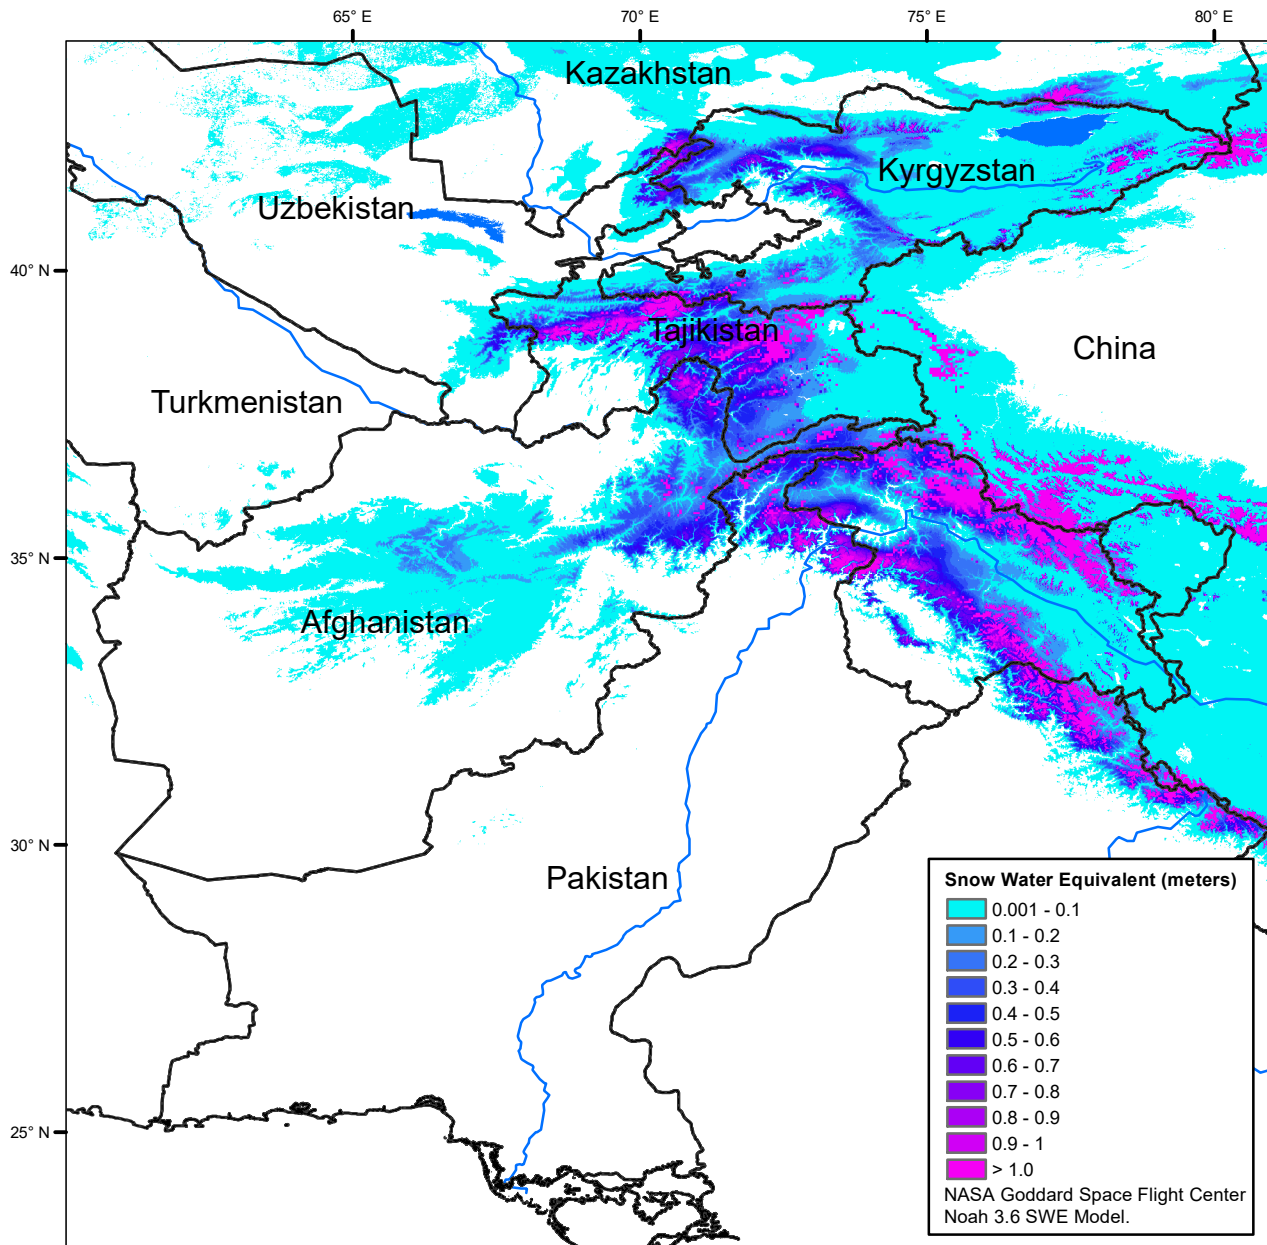 65° E
70° E
75° E
80° E
Kazakhstan
Kyrgyzstan
Uzbekistan
40° N
Tajikistan
China
Turkmenistan
35° N
Afghanistan
30° N
Pakistan
25° N
Snow Water Equivalent (meters)
0.001 - 0.1
0.1 - 0.2
0.2 - 0.3
0.3 - 0.4
0.4 - 0.5
0.5 - 0.6
0.6 - 0.7
0.7 - 0.8
0.8 - 0.9
0.9 - 1
> 1.0
NASA Goddard Space Flight Center
Noah 3.6 SWE Model.